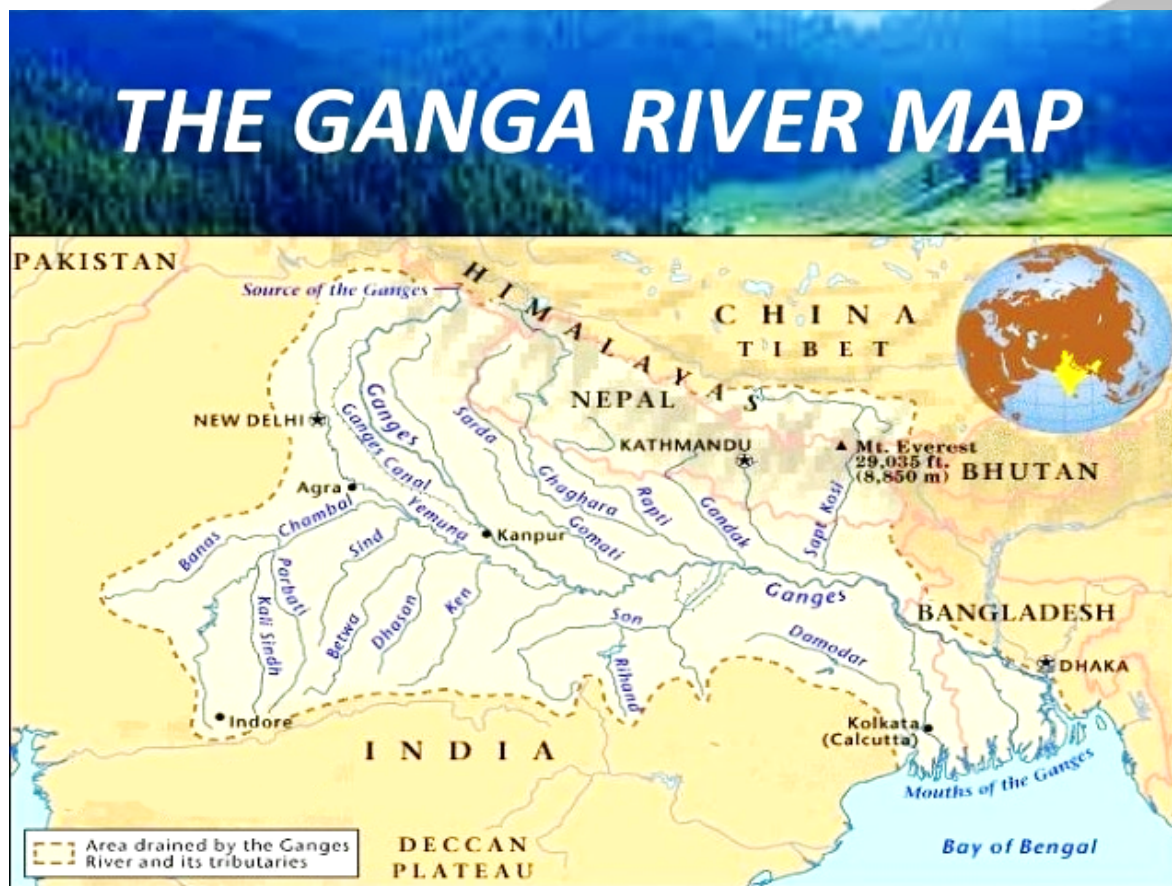 THE GANGA RIVER MAP
PAKISTAN
HIMALAYAS
Source of the Ganges
CHINA
TIBET
NEW DELHI
Ganges
Ganges Canal
Sarda
NEPAL
KATHMANDU
Mt. Everest
29,035 ft.
(8,850 m)
BHUTAN
Agra
Yemuna
Kanpur
Ghaghara
Gomati
Rapti
Gandak
Sapt Kosi
Banas
Chambal
Parbati
Kali Sindh
Sind
Betwa
Dhasan
Ken
Son
Rihand
Ganges
Damodar
BANGLADESH
DHAKA
Indore
INDIA
Kolkata
(Calcutta)
Mouths of the Ganges
Area drained by the Ganges
River and its tributaries
DECCAN
PLATEAU
Bay of Bengal